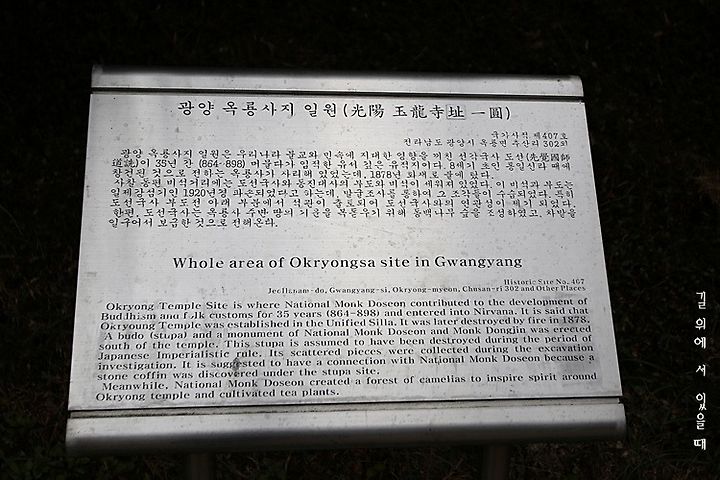 광양 옥룡사지 일원(光陽 玉龍寺址 一圓)
국가사적 제407호
전라남도 광양시 옥룡면 추산리 302외
광양 옥룡사지 일원은 우리나라 불교와 민속에 지대한 영향을 끼친 선각국사 도선(先覺國師
道詵)이 35년 간 (864-898) 머물다가 입적한 유서 깊은 유적지이다. 8세기 초인 통일신라 때에
창건된 것으로 전하는 옥룡사가 자리해 있었는데, 1878년 화재로 불에 탔다.
사찰 동편 비석거리에는 도선국사와 동진대사의 부도와 비석이 세워져 있었다. 이 비석과 부도는
일제강점기인 1920년경 파손되었다고 하는데, 발굴조사를 통하여 그 조각들이 수습되었다. 특히
도선국사 부도전 아래 부관에서 석관이 출토되어 도선국사와의 연관성이 제기 되었다.
한편, 도선국사는 옥룡사 주변 땅의 기운을 북돋우기 위해 동백나무 숲을 조성하였고, 차밭을
일구어서 보급한 것으로 전해온다.
Whole area of Okryongsa site in Gwangyang
Historic Site No. 467
Jeollanam-do, Gwangyang-si, Okryong-myeon, Chusan-ri 302 and Other Places
Okryong Temple Site is where National Monk Doseon contributed to the development of
Buddhism and folk customs for 35 years (864-898) and entered into Nirvana. It is said that
Okryoung Temple was established in the Unified Silla. It was later destroyed by fire in 1878.
A budo (stupa) and a monument of National Monk Doseon and Monk Dongjin was erected
south of the temple. This stupa is assumed to have been destroyed during the period of
Japanese Imperialistic rule. Its scattered pieces were collected during the excavation
investigation. It is suggested to have a connection with National Monk Doseon because a
stone coffin was discovered under the stupa site.
Meanwhile, National Monk Doseon created a forest of camelias to inspire spirit around
Okryong temple and cultivated tea plants.
길 위에 서 있을 때